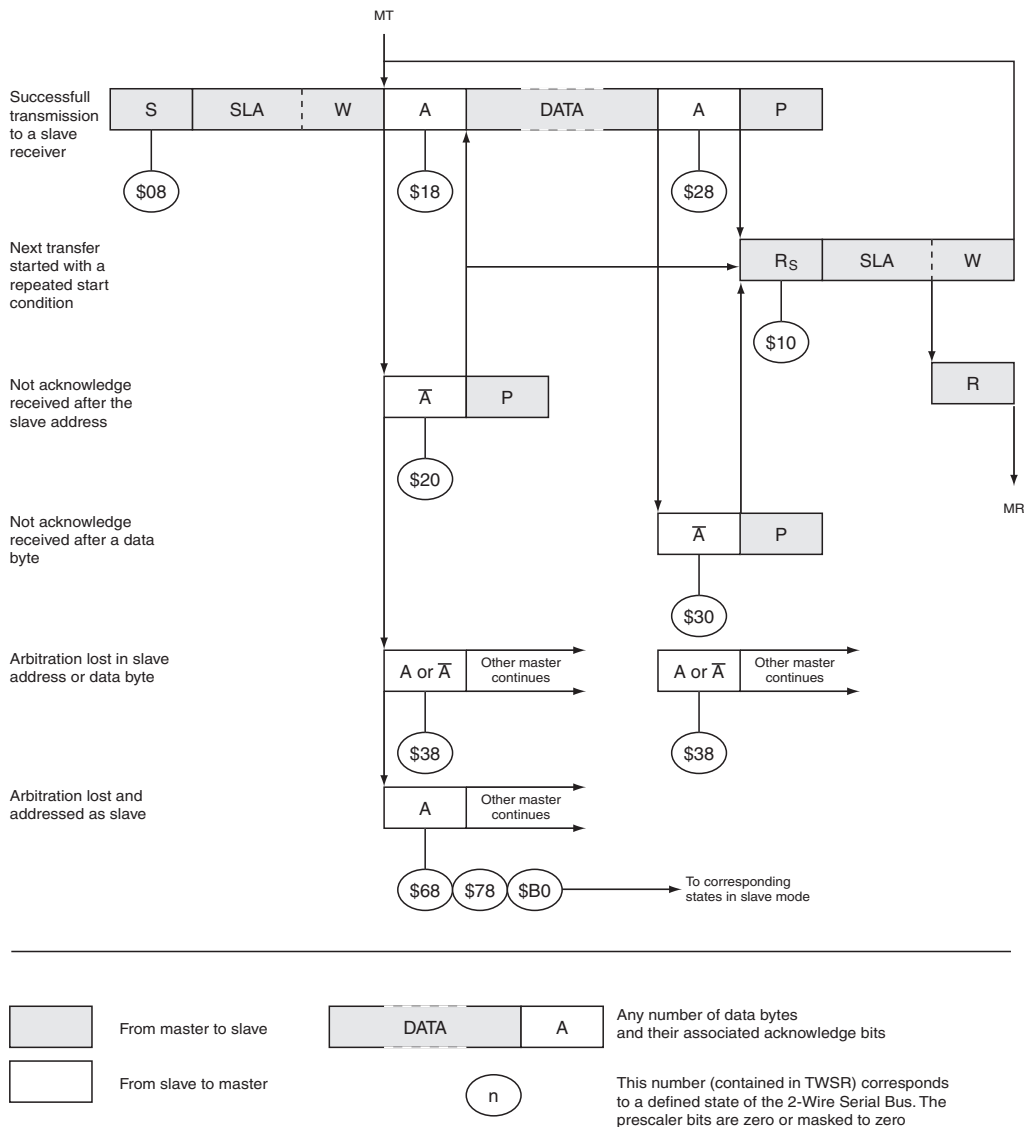 MT
Successfull
transmission
to a slave
receiver
S SLA W A DATA A P
$08 $18 $28
Next transfer
started with a
repeated start
condition
RS SLA W
$10
Not acknowledge
received after the
slave address
A̅ P
R
$20
MR
Not acknowledge
received after a data
byte
A̅ P
$30
Arbitration lost in slave
address or data byte
A or A̅
Other master
continues
A or A̅
Other master
continues
$38 $38
Arbitration lost and
addressed as slave
A
Other master
continues
$68 $78 $B0
To corresponding
states in slave mode
From master to slave
DATA A
Any number of data bytes
and their associated acknowledge bits
From slave to master
n
This number (contained in TWSR) corresponds
to a defined state of the 2-Wire Serial Bus. The
prescaler bits are zero or masked to zero